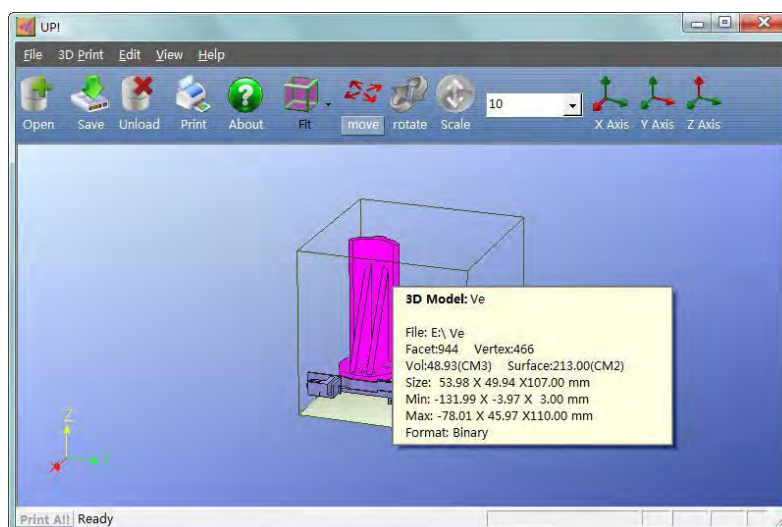 UP!
File 3D Print Edit View Help
10
Open Save Unload Print About Fit move rotate Scale X Axis Y Axis Z Axis
3D Model: Ve
File: E:\ Ve
Facet:944 Vertex:466
Vol:48.93(CM3) Surface:213.00(CM2)
Size: 53.98 X 49.94 X107.00 mm
Min: -131.99 X -3.97 X 3.00 mm
Max: -78.01 X 45.97 X110.00 mm
Format: Binary
Z
Y
Print A!! Ready